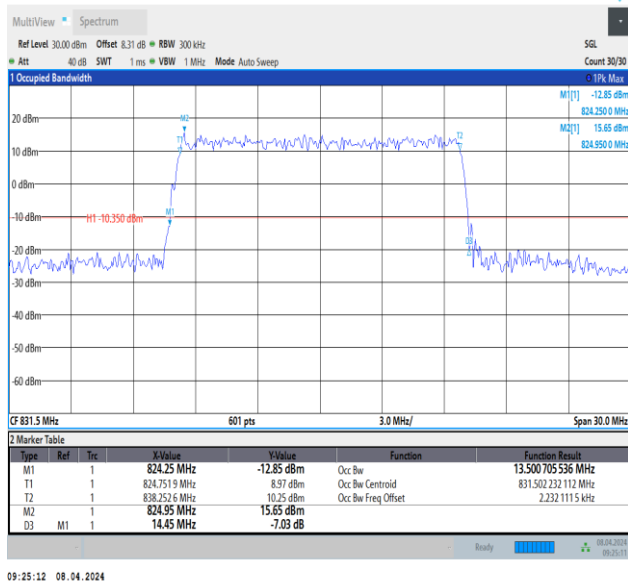 MultiView Spectrum
Ref Level 30.00 dBm Offset 8.31 dB RBW 300 kHz SGL
Att 40 dB SWT 1 ms VBW 1 MHz Mode Auto Sweep Count 30/30
1 Occupied Bandwidth 1Pk Max
M1[1] -12.85 dBm
824.250 0 MHz
M2[1] 15.65 dBm
824.950 0 MHz
M2
20 dBm
T1 T2
10 dBm
0 dBm
M1
-10 dBm H1 -10.350 dBm
D3
-20 dBm
-30 dBm
-40 dBm
-50 dBm
-60 dBm
CF 831.5 MHz 601 pts 3.0 MHz/ Span 30.0 MHz
2 Marker Table
Type Ref Trc X-Value Y-Value Function Function Result
M1 1 824.25 MHz -12.85 dBm Occ Bw 13.500 705 536 MHz
T1 1 824.751 9 MHz 8.97 dBm Occ Bw Centroid 831.502 232 112 MHz
T2 1 838.252 6 MHz 10.25 dBm Occ Bw Freq Offset 2.232 111 5 kHz
M2 1 824.95 MHz 15.65 dBm
D3 M1 1 14.45 MHz -7.03 dB
Ready 08.04.2024
09:25:11
09:25:12 08.04.2024